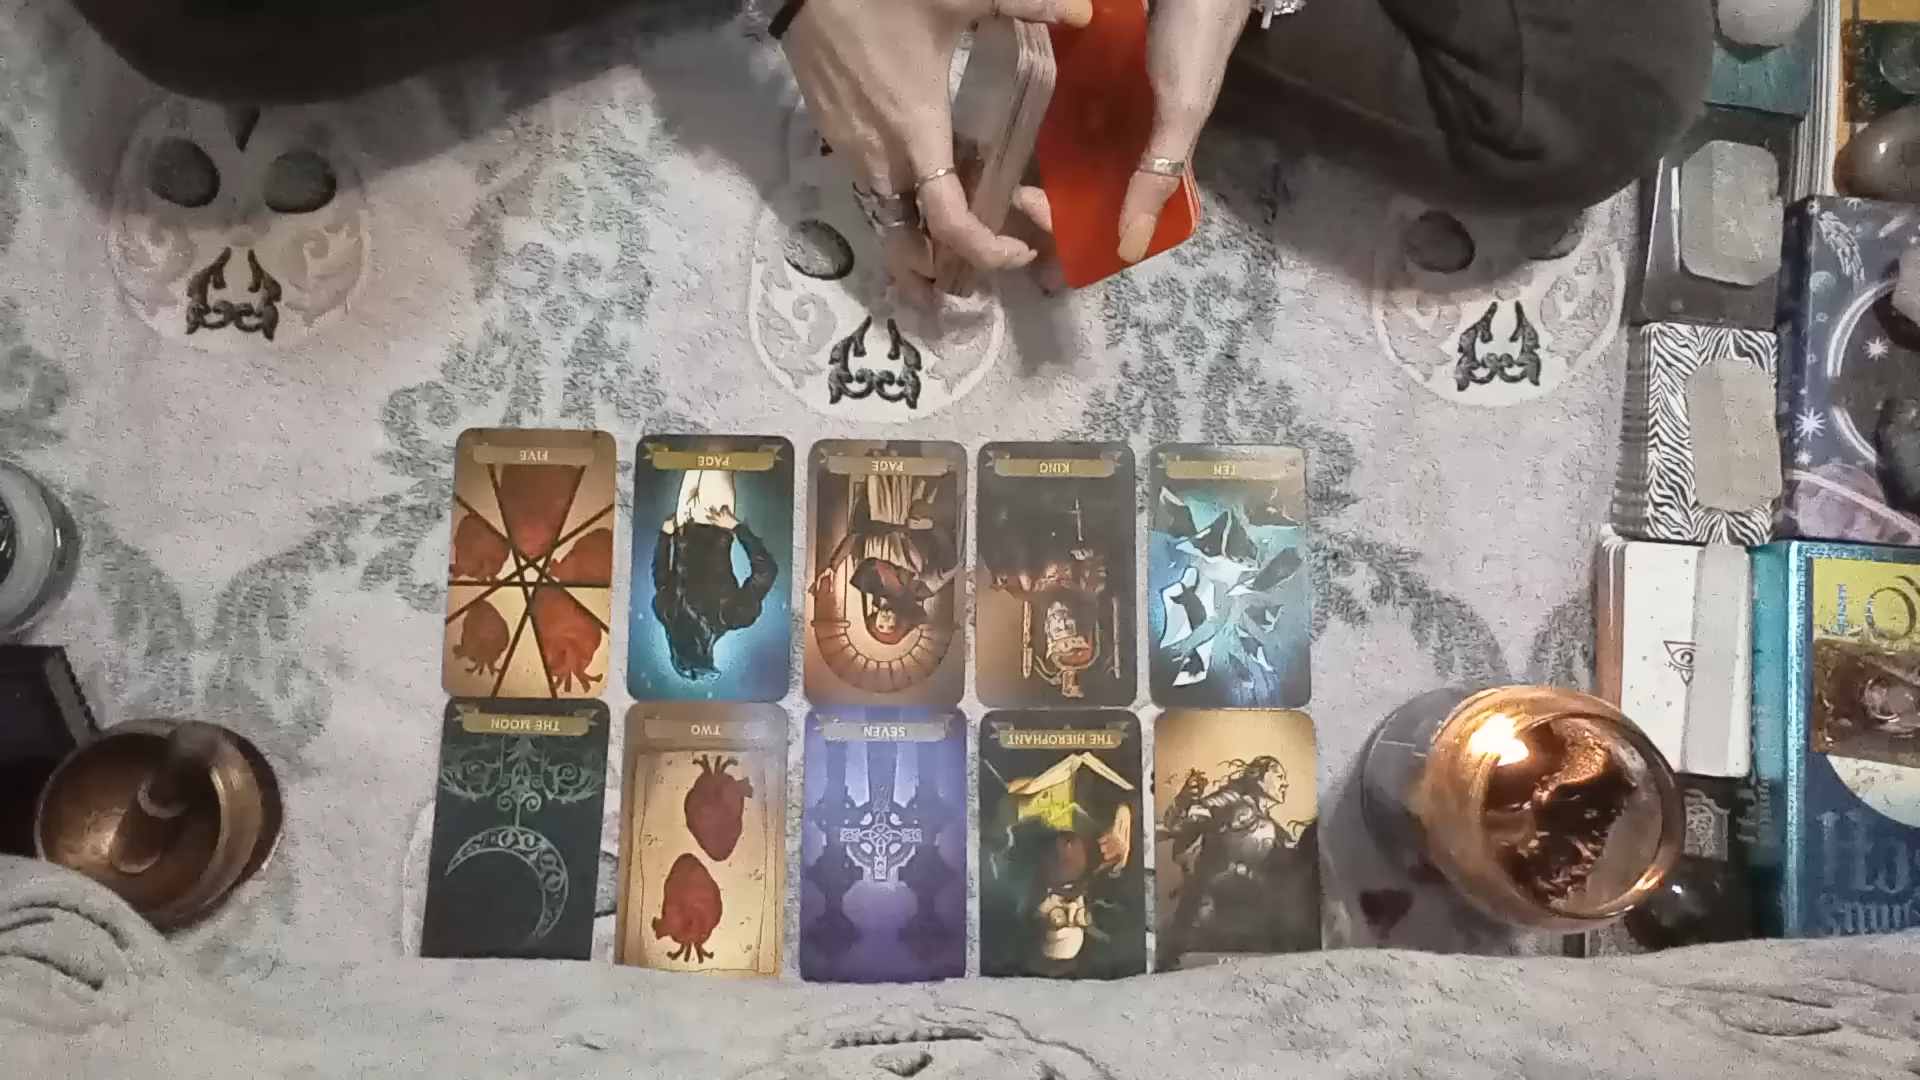 FIVE
PAGE
PAGE
KING
TEN
THE MOON
TWO
SEVEN
THE HIEROPHANT